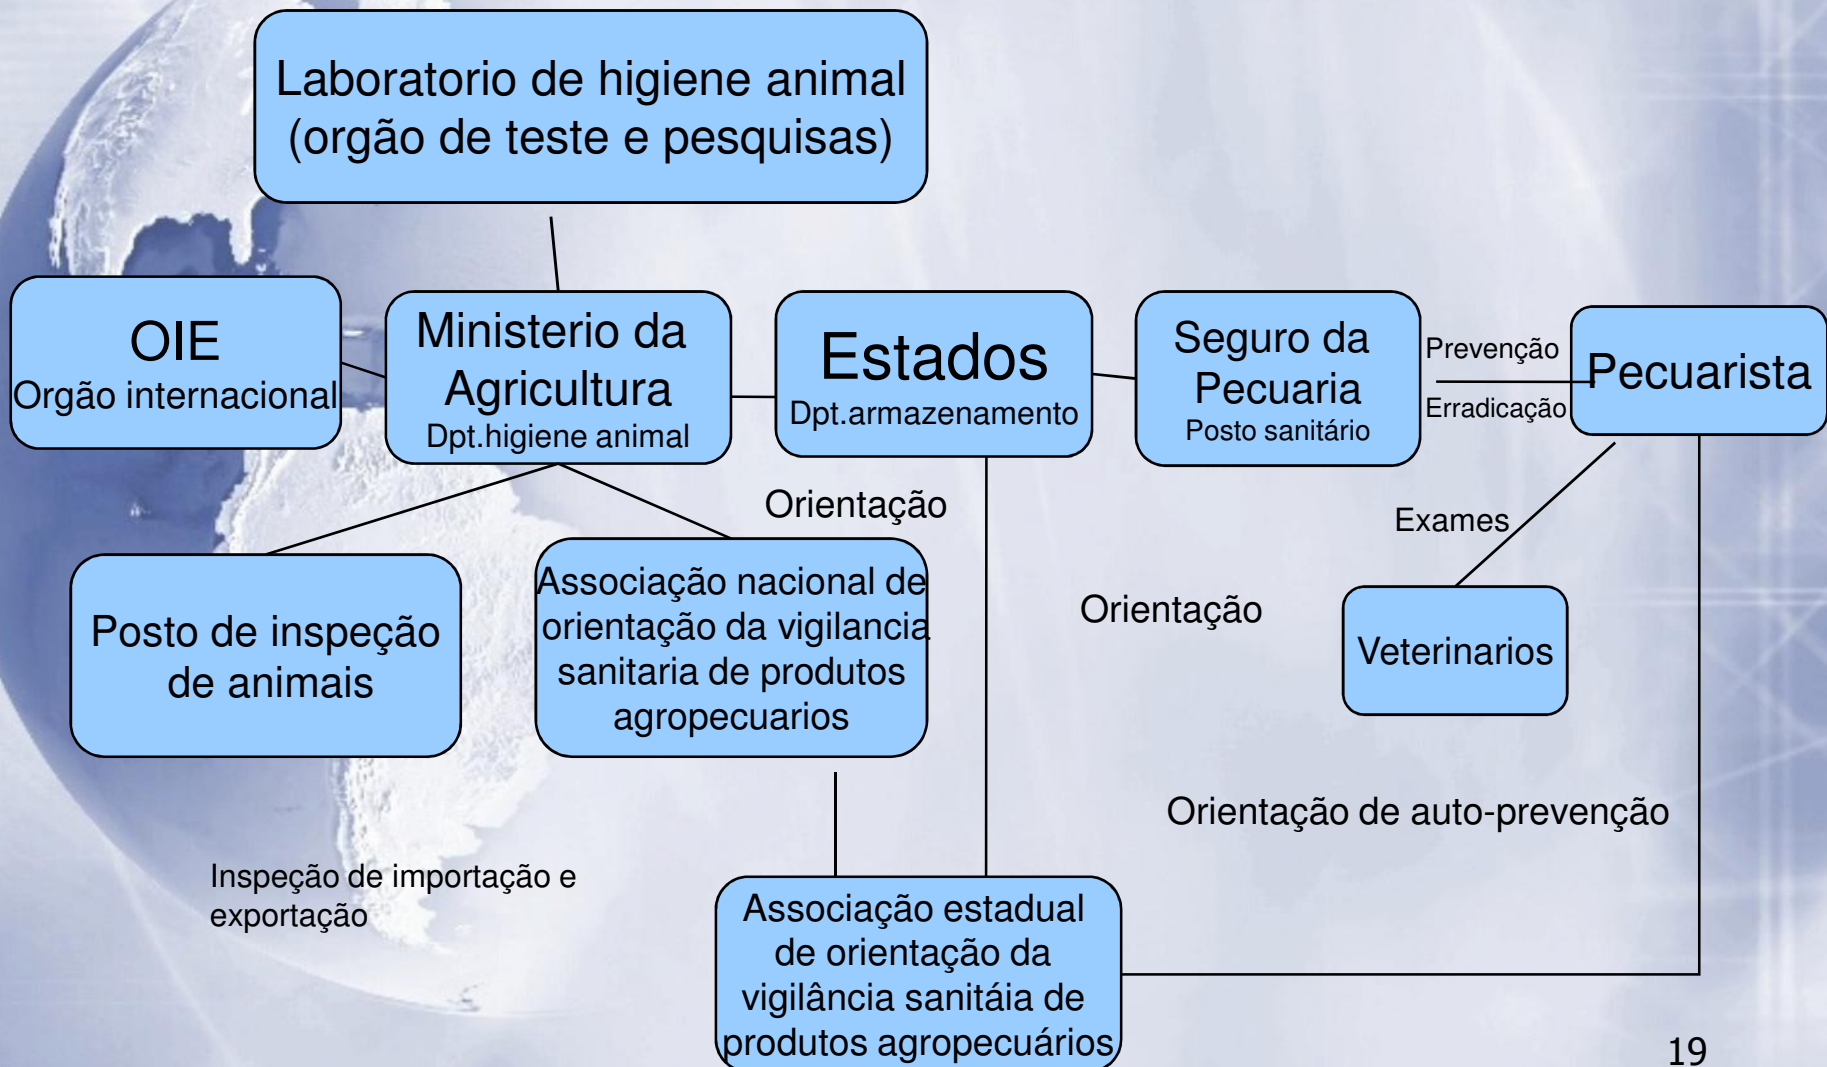 Laboratorio de higiene animal
(orgão de teste e pesquisas)
OIE
Orgão internacional
Ministerio da
Agricultura
Dpt.higiene animal
Estados
Dpt.armazenamento
Seguro da
Pecuaria
Posto sanitário
Prevenção
Erradicação
Pecuarista
Orientação
Exames
Posto de inspeção
de animais
Associação nacional de
orientação da vigilancia
sanitaria de produtos
agropecuarios
Orientação
Veterinarios
Orientação de auto-prevenção
Inspeção de importação e
exportação
Associação estadual
de orientação da
vigilância sanitáia de
produtos agropecuários
19